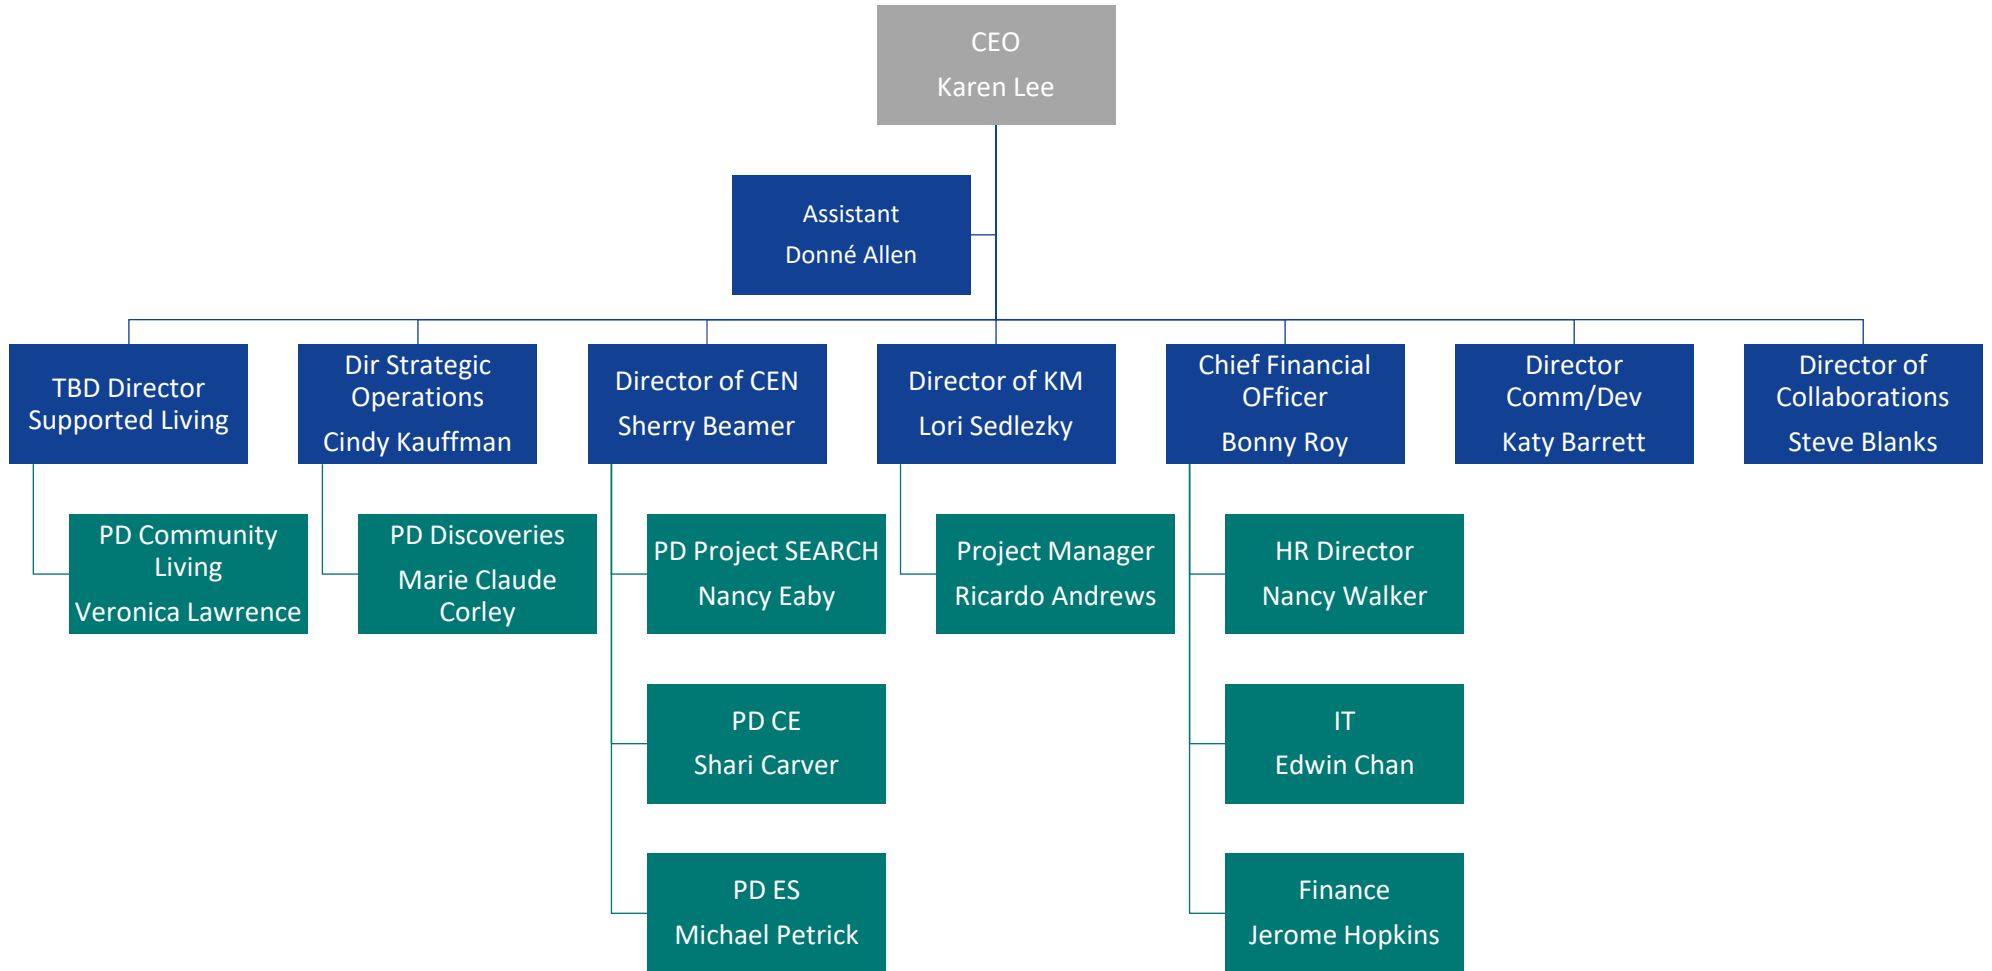 CEO
Karen Lee
Assistant
Donné Allen
TBD Director
Supported Living
Dir Strategic
Operations
Cindy Kauffman
Director of CEN
Sherry Beamer
Director of KM
Lori Sedlezky
Chief Financial
OFficer
Bonny Roy
Director
Comm/Dev
Katy Barrett
Director of
Collaborations
Steve Blanks
PD Community
Living
Veronica Lawrence
PD Discoveries
Marie Claude
Corley
PD Project SEARCH
Nancy Eaby
Project Manager
Ricardo Andrews
HR Director
Nancy Walker
PD CE
Shari Carver
IT
Edwin Chan
PD ES
Michael Petrick
Finance
Jerome Hopkins